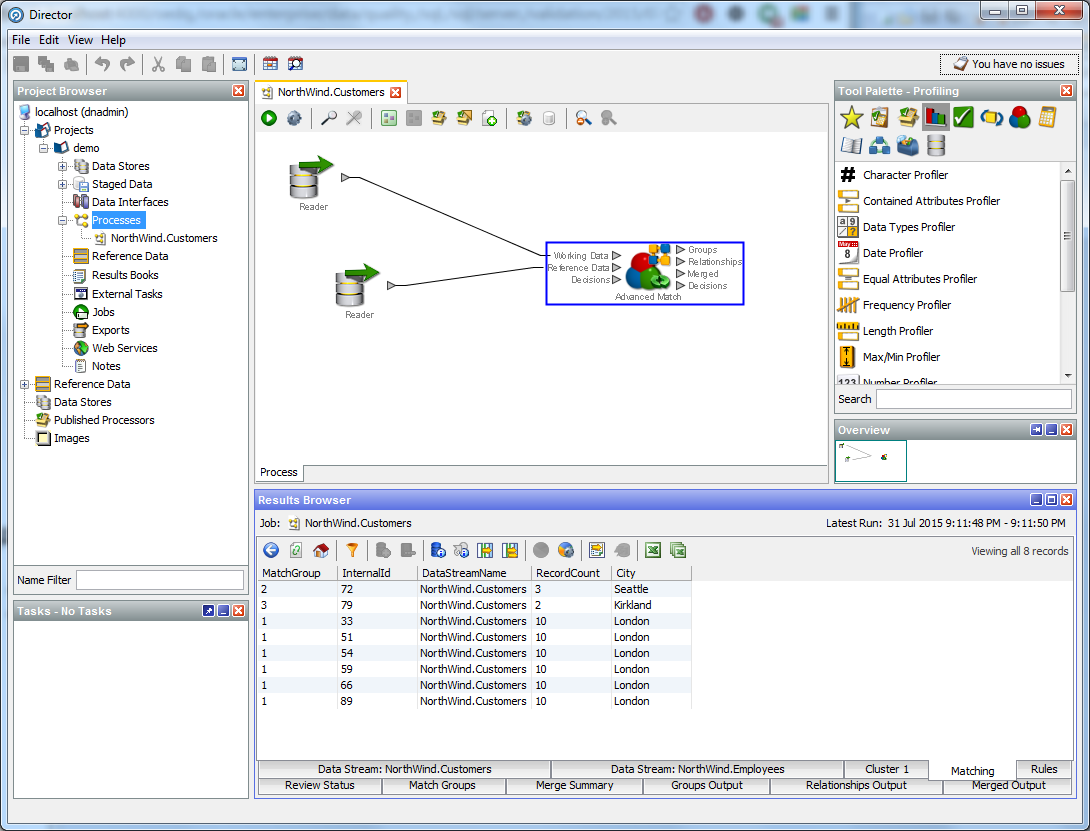 Director
File Edit View Help
You have no issues
Project Browser
localhost (dnadmin)
Projects
demo
Data Stores
Staged Data
Data Interfaces
Processes
NorthWind.Customers
Reference Data
Results Books
External Tasks
Jobs
Exports
Web Services
Notes
Reference Data
Data Stores
Published Processors
Images
Name Filter
Tasks - No Tasks
NorthWind.Customers
Reader
Reader
Working Data
Reference Data
Decisions
Groups
Relationships
Merged
Decisions
Advanced Match
Process
Tool Palette - Profiling
Character Profiler
Contained Attributes Profiler
Data Types Profiler
Date Profiler
Equal Attributes Profiler
Frequency Profiler
Length Profiler
Max/Min Profiler
Number Profiler
Search
Overview
Results Browser
Job: NorthWind.Customers Latest Run: 31 Jul 2015 9:11:48 PM - 9:11:50 PM
Viewing all 8 records
MatchGroup InternalId DataStreamName RecordCount City
2 72 NorthWind.Customers 3 Seattle
3 79 NorthWind.Customers 2 Kirkland
1 33 NorthWind.Customers 10 London
1 51 NorthWind.Customers 10 London
1 54 NorthWind.Customers 10 London
1 59 NorthWind.Customers 10 London
1 66 NorthWind.Customers 10 London
1 89 NorthWind.Customers 10 London
Data Stream: NorthWind.Customers Data Stream: NorthWind.Employees Cluster 1 Matching Rules
Review Status Match Groups Merge Summary Groups Output Relationships Output Merged Output